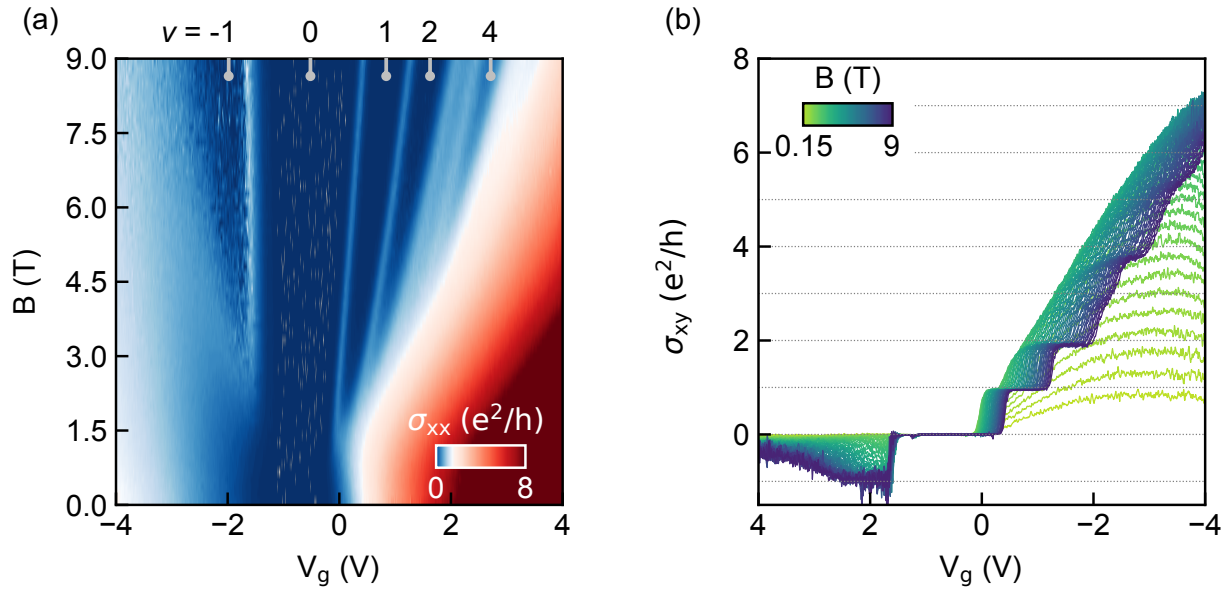 (a)
ν = -1 0 1 2 4
9.0
7.5
6.0
4.5
3.0
1.5
0.0
B (T)
σxx (e²/h)
0 8
−4 −2 0 2 4
Vg (V)
(b)
8
6
4
2
0
σxy (e²/h)
B (T)
0.15 9
4 2 0 −2 −4
Vg (V)